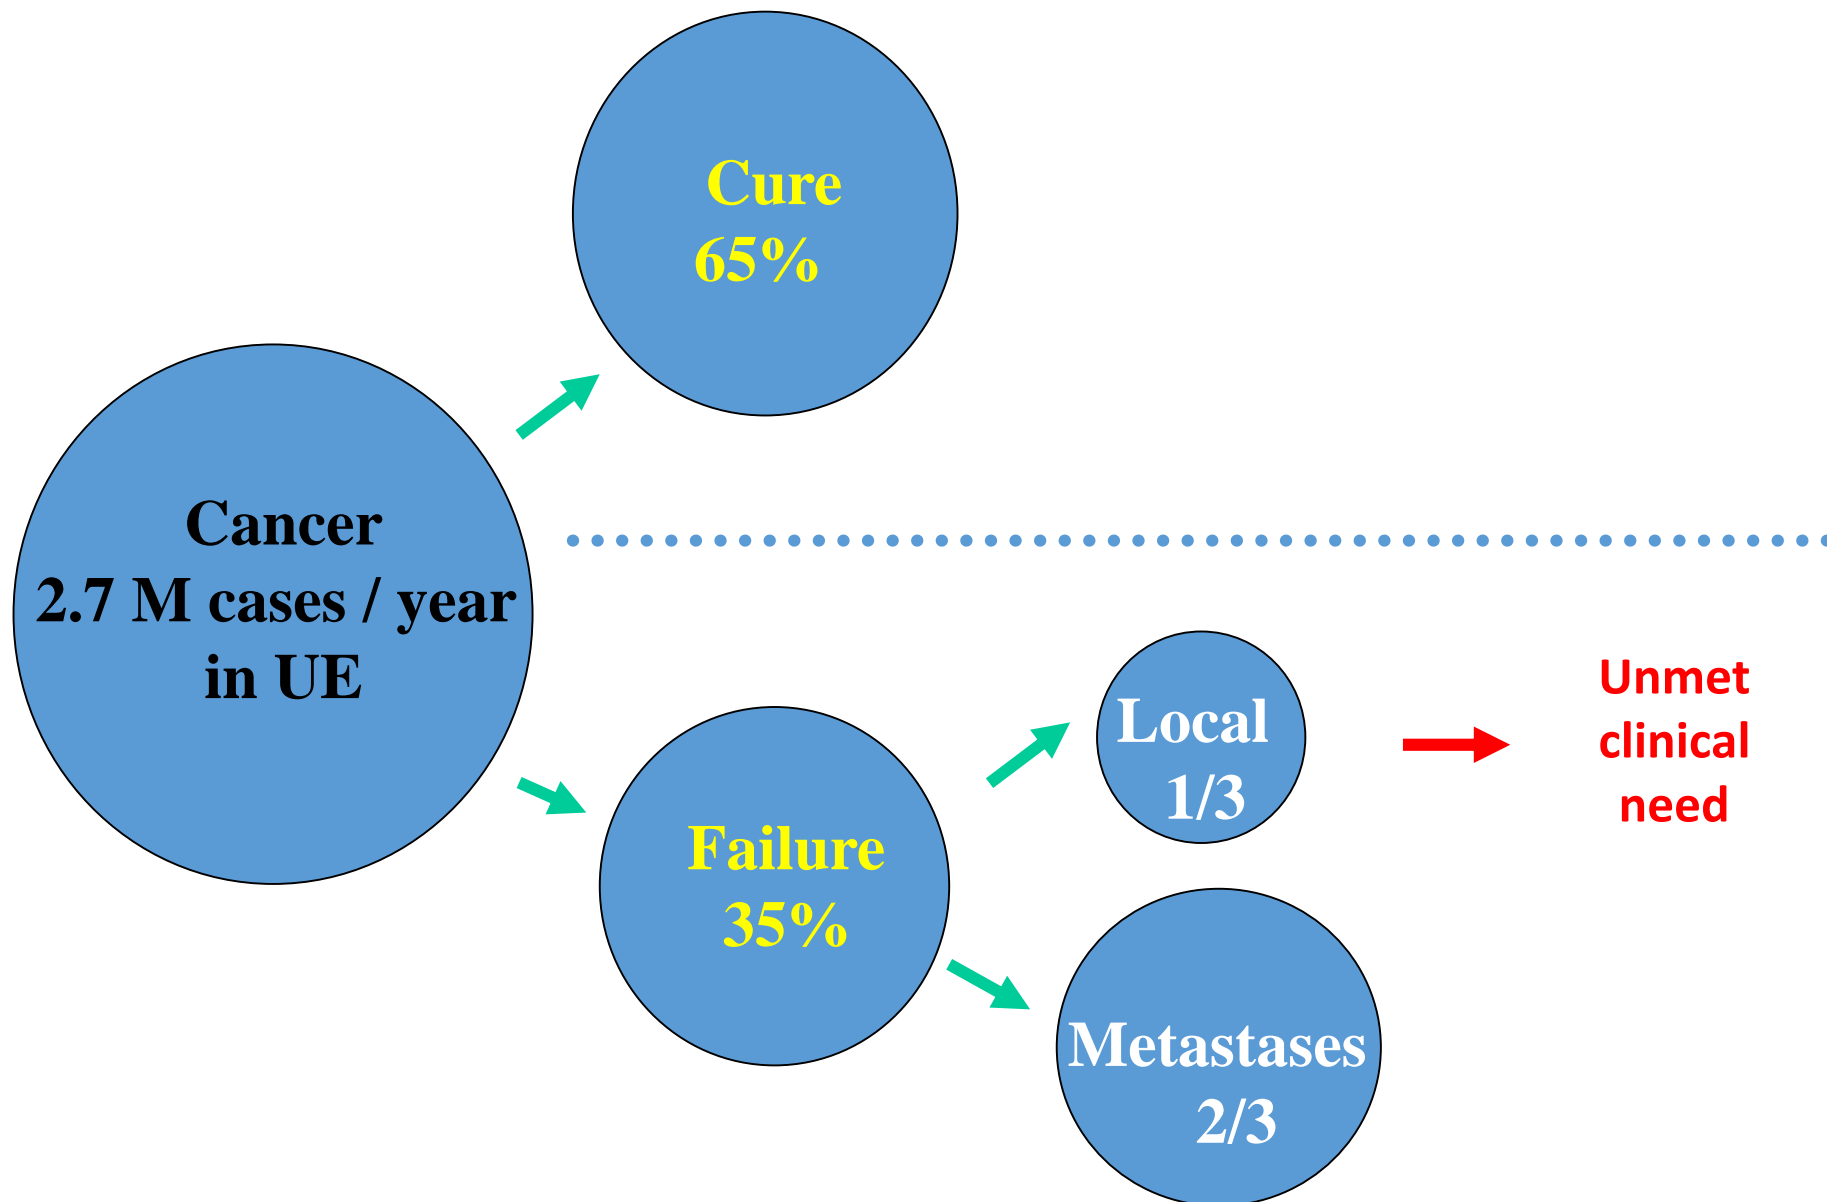 Cure
65%
Cancer
2.7 M cases / year
in UE
Local
1/3
Unmet
clinical
need
Failure
35%
Metastases
2/3